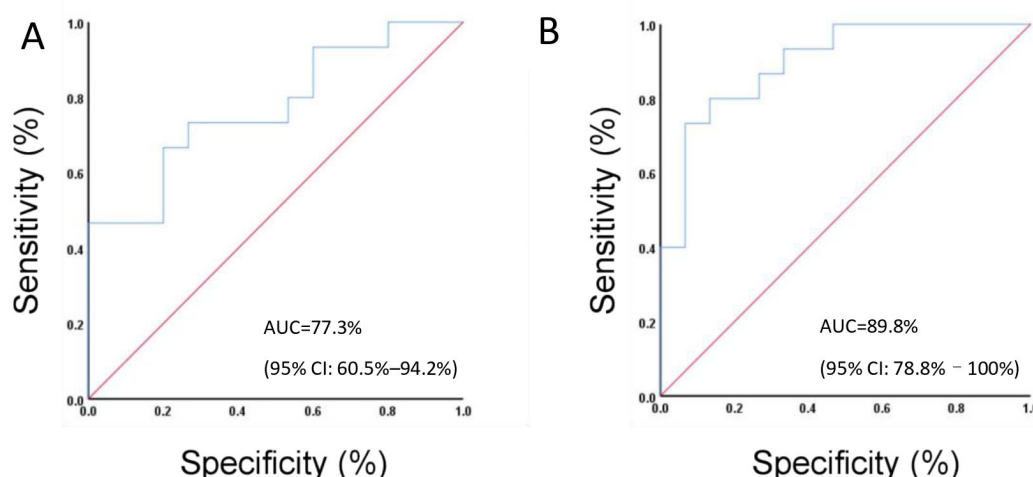 A
1.0
0.8
0.6
0.4
0.2
0.0
Sensitivity (%)
AUC=77.3%
(95% CI: 60.5%–94.2%)
0.0 0.2 0.4 0.6 0.8 1.0
Specificity (%)
B
1.0
0.8
0.6
0.4
0.2
0.0
Sensitivity (%)
AUC=89.8%
(95% CI: 78.8% – 100%)
0.0 0.2 0.4 0.6 0.8 1.0
Specificity (%)